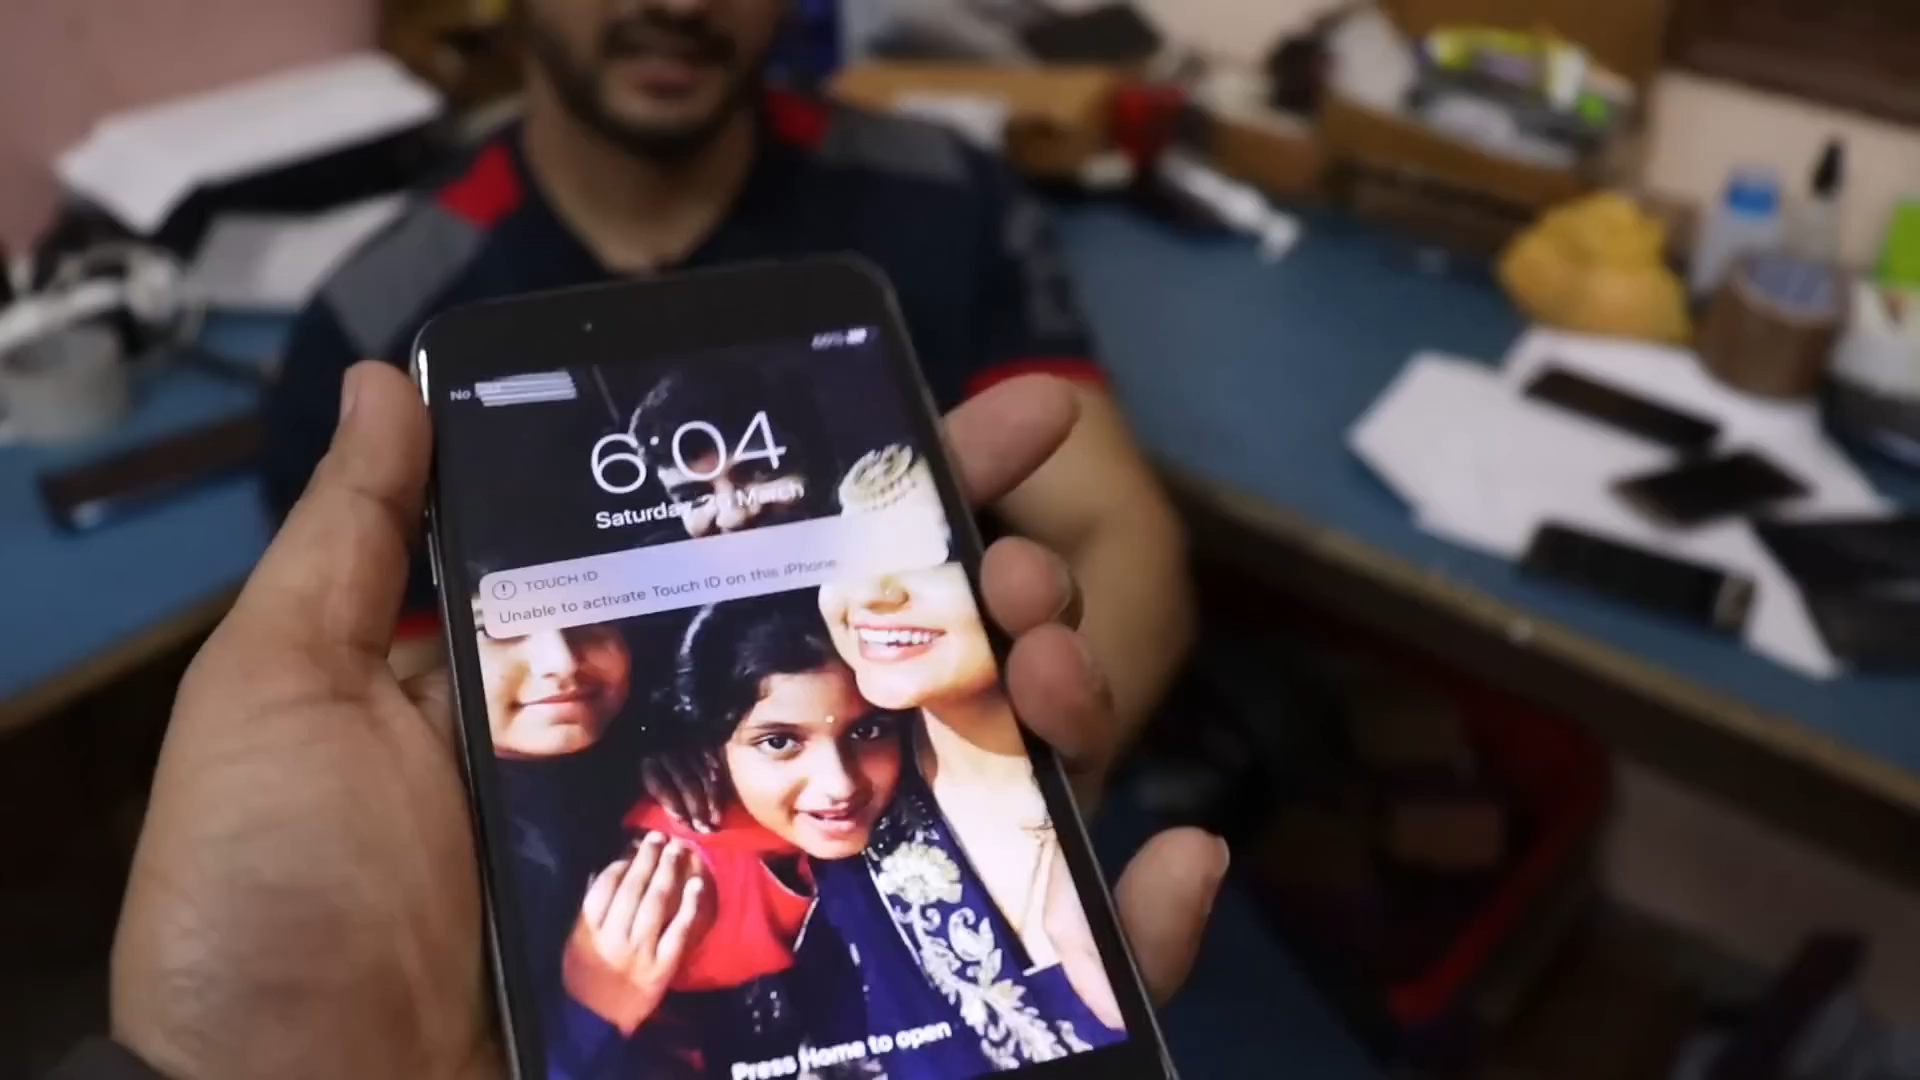 No
6:04
Saturday, 26 March
TOUCH ID
Unable to activate Touch ID on this iPhone
Press Home to open